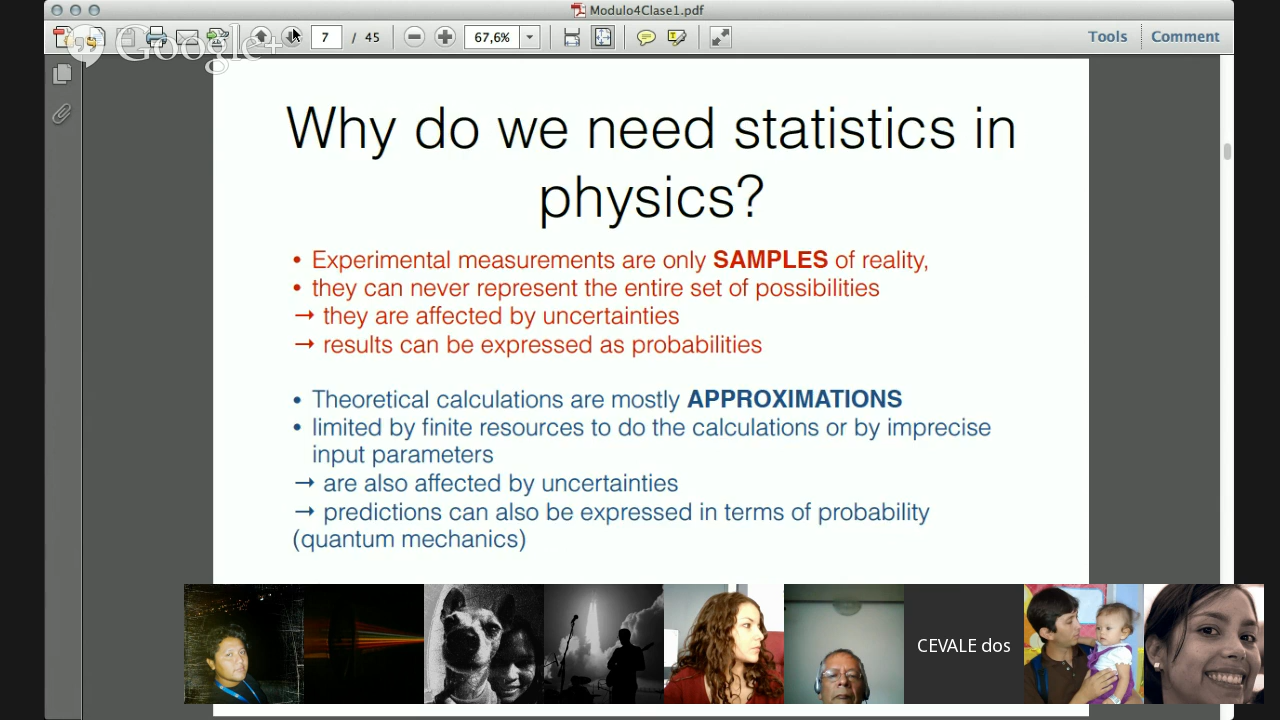 Modulo4Clase1.pdf
Google+
7 / 45
67,6%
Tools
Comment
Why do we need statistics in
physics?
• Experimental measurements are only SAMPLES of reality,
• they can never represent the entire set of possibilities
→ they are affected by uncertainties
→ results can be expressed as probabilities
• Theoretical calculations are mostly APPROXIMATIONS
• limited by finite resources to do the calculations or by imprecise
input parameters
→ are also affected by uncertainties
→ predictions can also be expressed in terms of probability
(quantum mechanics)
CEVALE dos